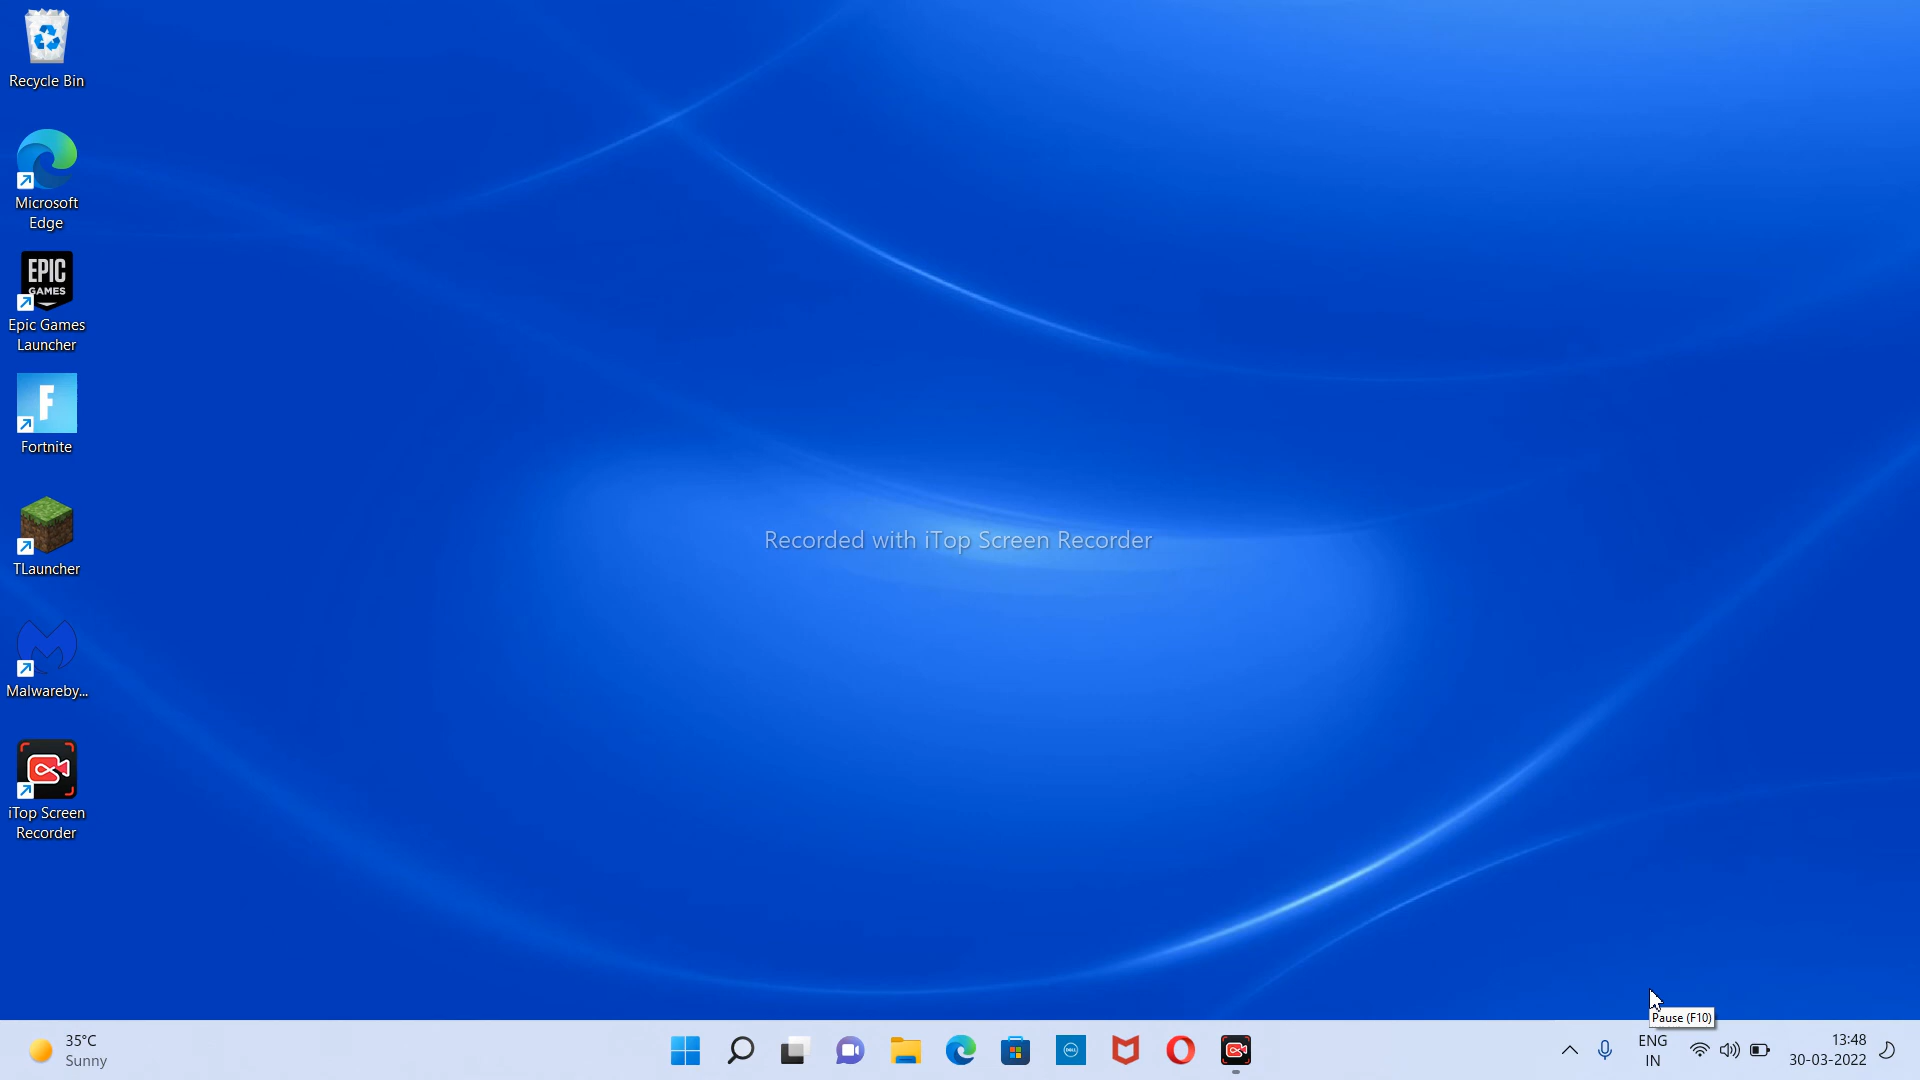 Recycle Bin
Microsoft
Edge
EPIC
GAMES
Epic Games
Launcher
F
Fortnite
TLauncher
Malwareby...
iTop Screen
Recorder
Recorded with iTop Screen Recorder
Pause (F10)
35°C
Sunny
DELL
ENG
IN
13:48
30-03-2022